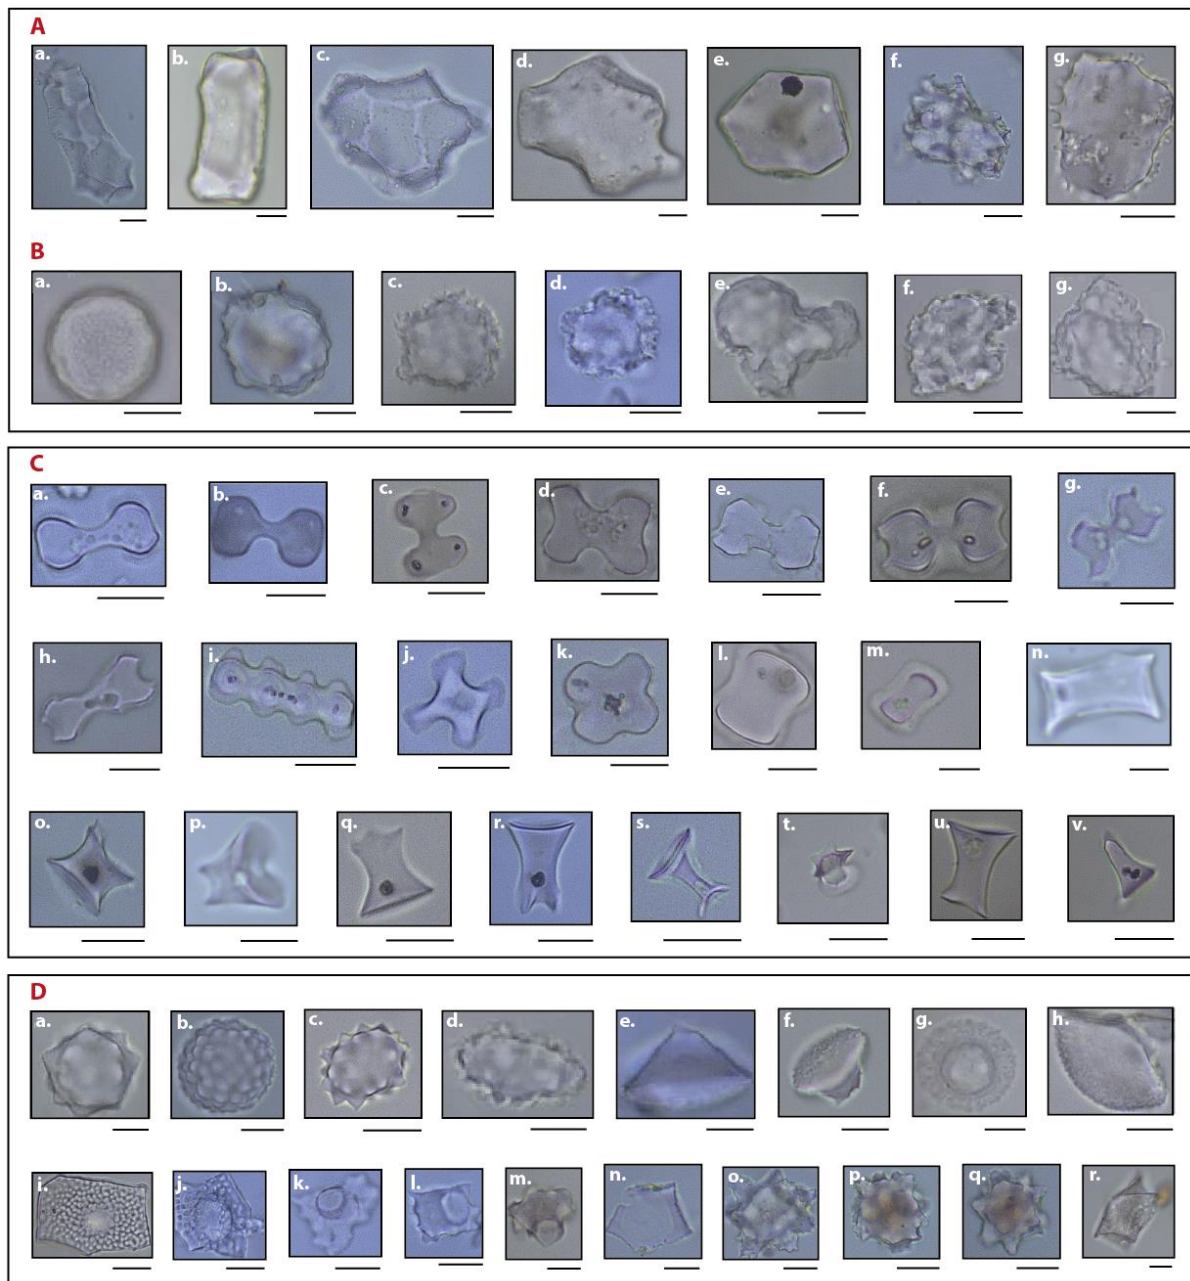 A
a. b. c. d. e. f. g.
B
a. b. c. d. e. f. g.
C
a. b. c. d. e. f. g.
h. i. j. k. l. m. n.
o. p. q. r. s. t. u. v.
D
a. b. c. d. e. f. g. h.
i. j. k. l. m. n. o. p. q. r.